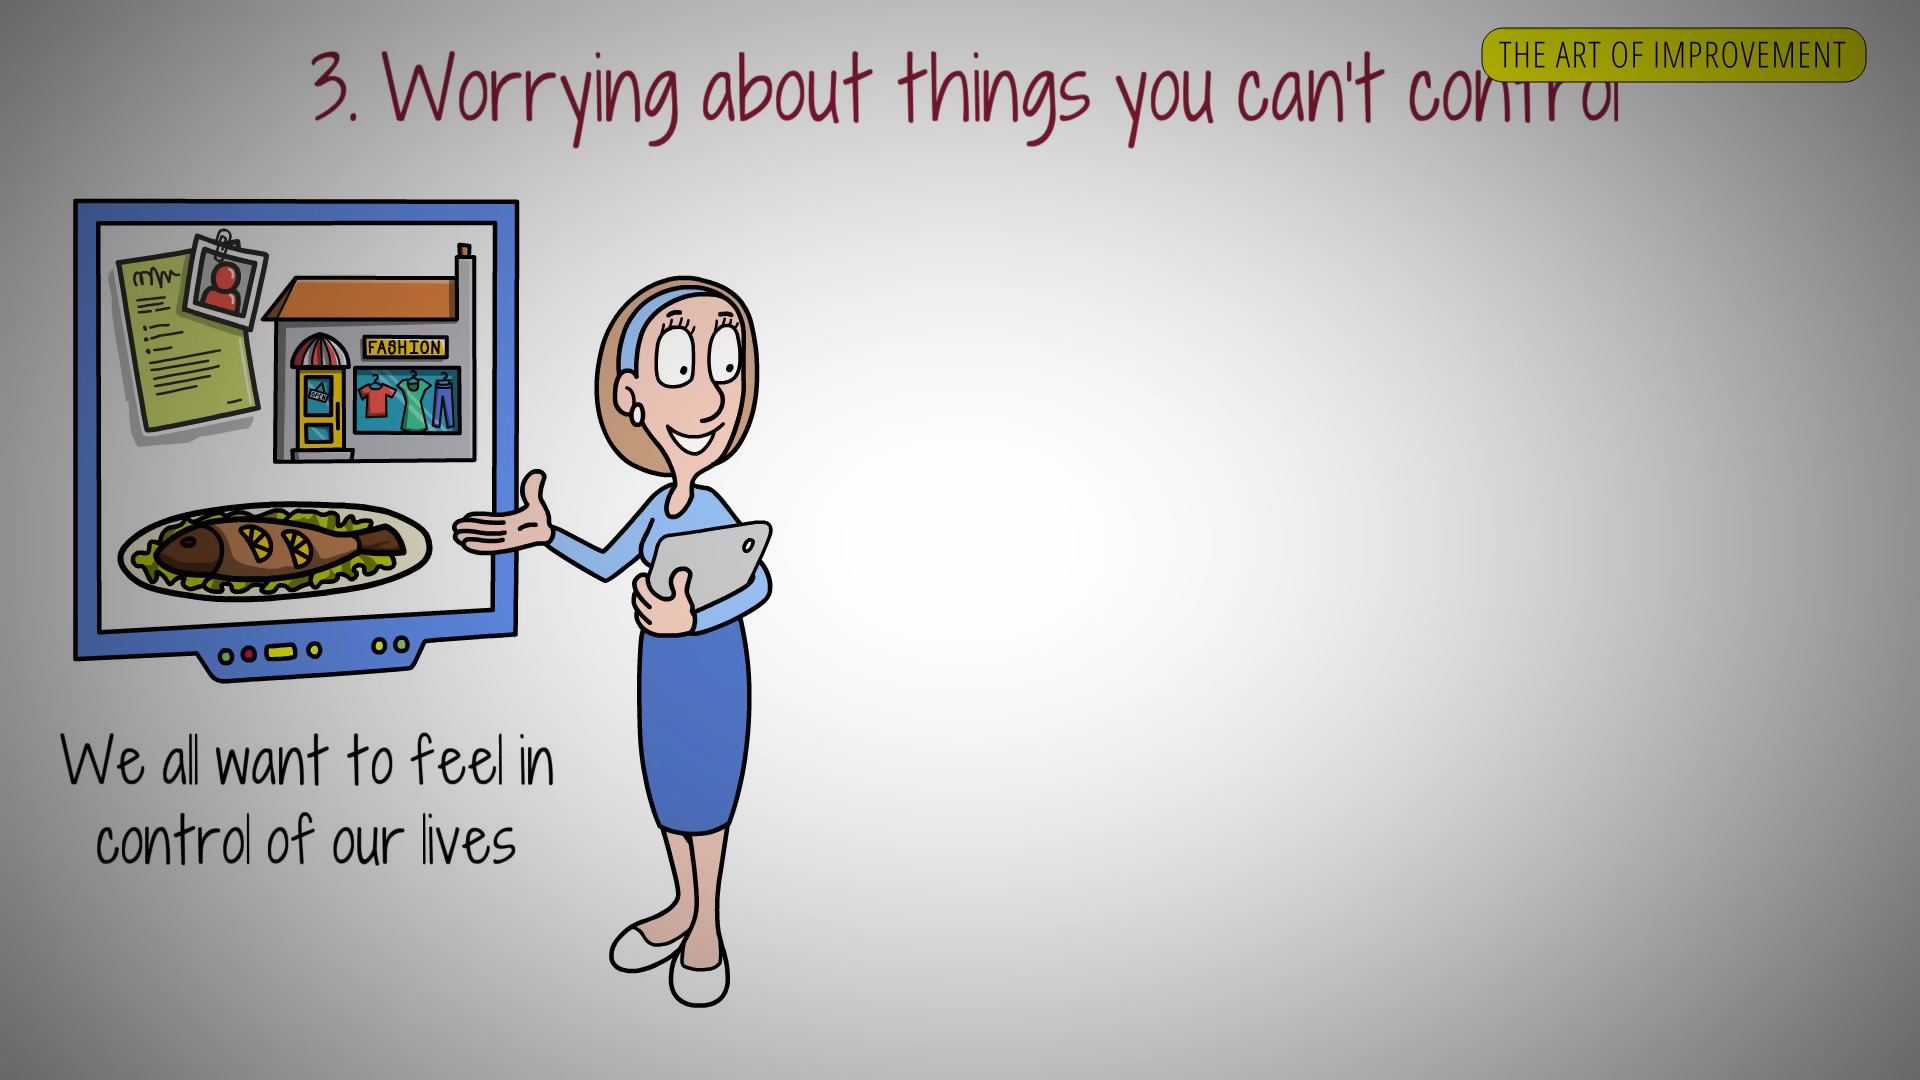 THE ART OF IMPROVEMENT
3. Worrying about things you can't control
FASHION
OPEN
We all want to feel in
control of our lives